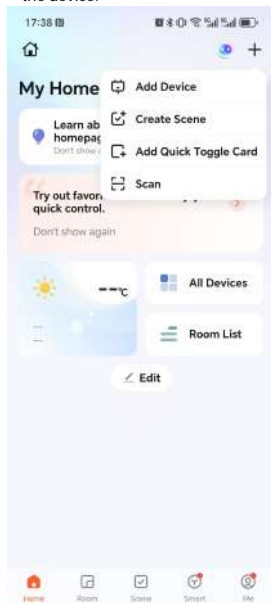 the device.
17:38
My Home
Add Device
Create Scene
Add Quick Toggle Card
Scan
Learn ab
homepag
Don't show a
Try out favori
quick control.
Don't show again
--°C
All Devices
--
--
Room List
Edit
Home
Room
Scene
Smart
Me